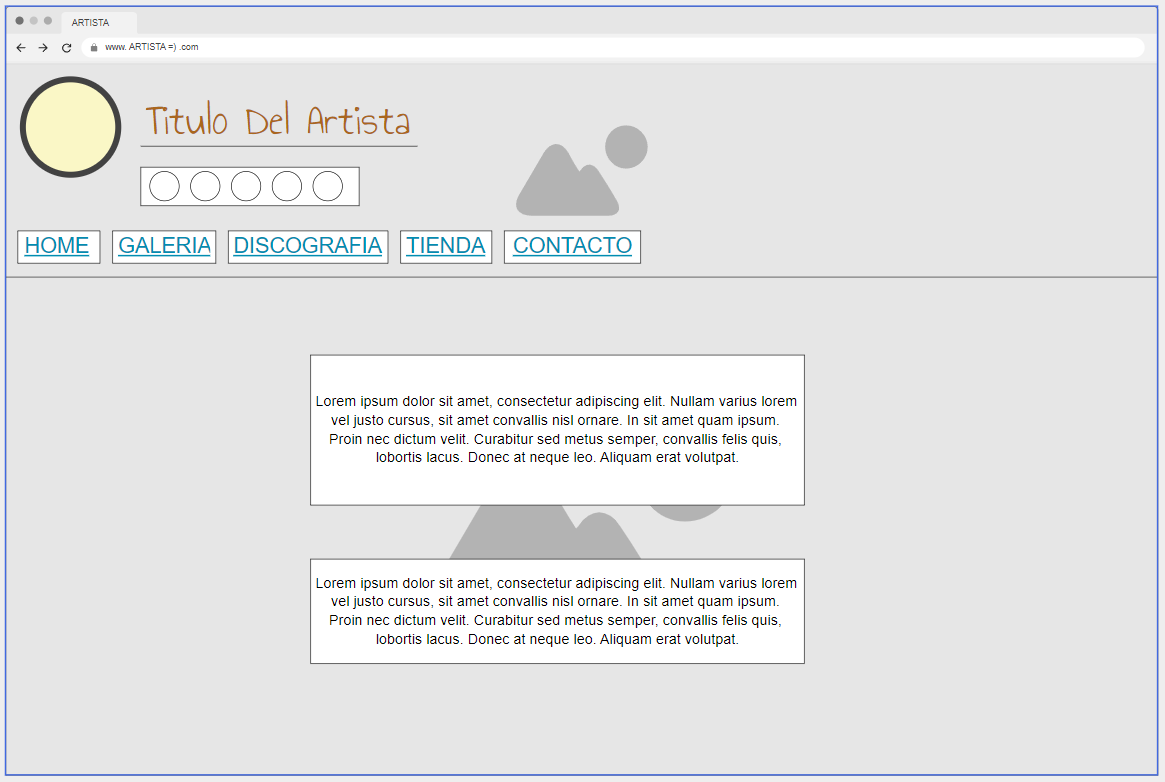 ARTISTA
www. ARTISTA =) .com
Titulo Del Artista
HOME GALERIA DISCOGRAFIA TIENDA CONTACTO
Lorem ipsum dolor sit amet, consectetur adipiscing elit. Nullam varius lorem
vel justo cursus, sit amet convallis nisl ornare. In sit amet quam ipsum.
Proin nec dictum velit. Curabitur sed metus semper, convallis felis quis,
lobortis lacus. Donec at neque leo. Aliquam erat volutpat.
Lorem ipsum dolor sit amet, consectetur adipiscing elit. Nullam varius lorem
vel justo cursus, sit amet convallis nisl ornare. In sit amet quam ipsum.
Proin nec dictum velit. Curabitur sed metus semper, convallis felis quis,
lobortis lacus. Donec at neque leo. Aliquam erat volutpat.